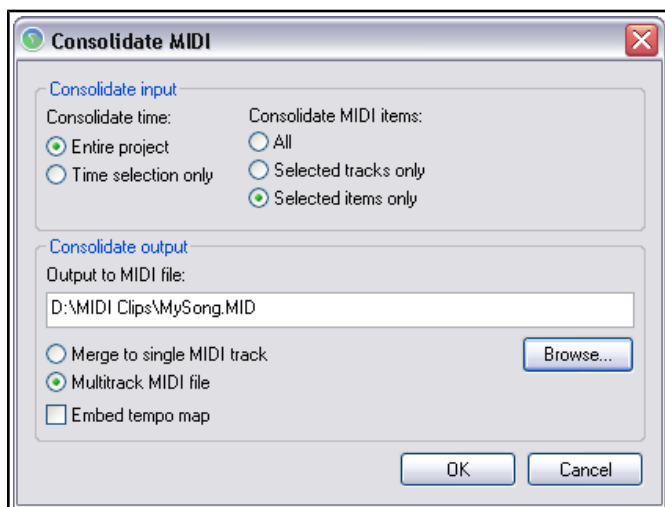 Consolidate MIDI
Consolidate input
Consolidate time:
Entire project
Time selection only
Consolidate MIDI items:
All
Selected tracks only
Selected items only
Consolidate output
Output to MIDI file:
D:\MIDI Clips\MySong.MID
Merge to single MIDI track
Browse...
Multitrack MIDI file
Embed tempo map
OK
Cancel